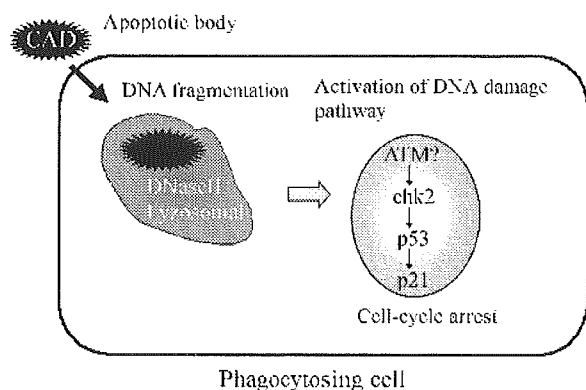 CAD
Apoptotic body
DNA fragmentation
Activation of DNA damage
pathway
DNaseII
Lyzosomal
ATM?
chk2
p53
p21
Cell-cycle arrest
Phagocytosing cell